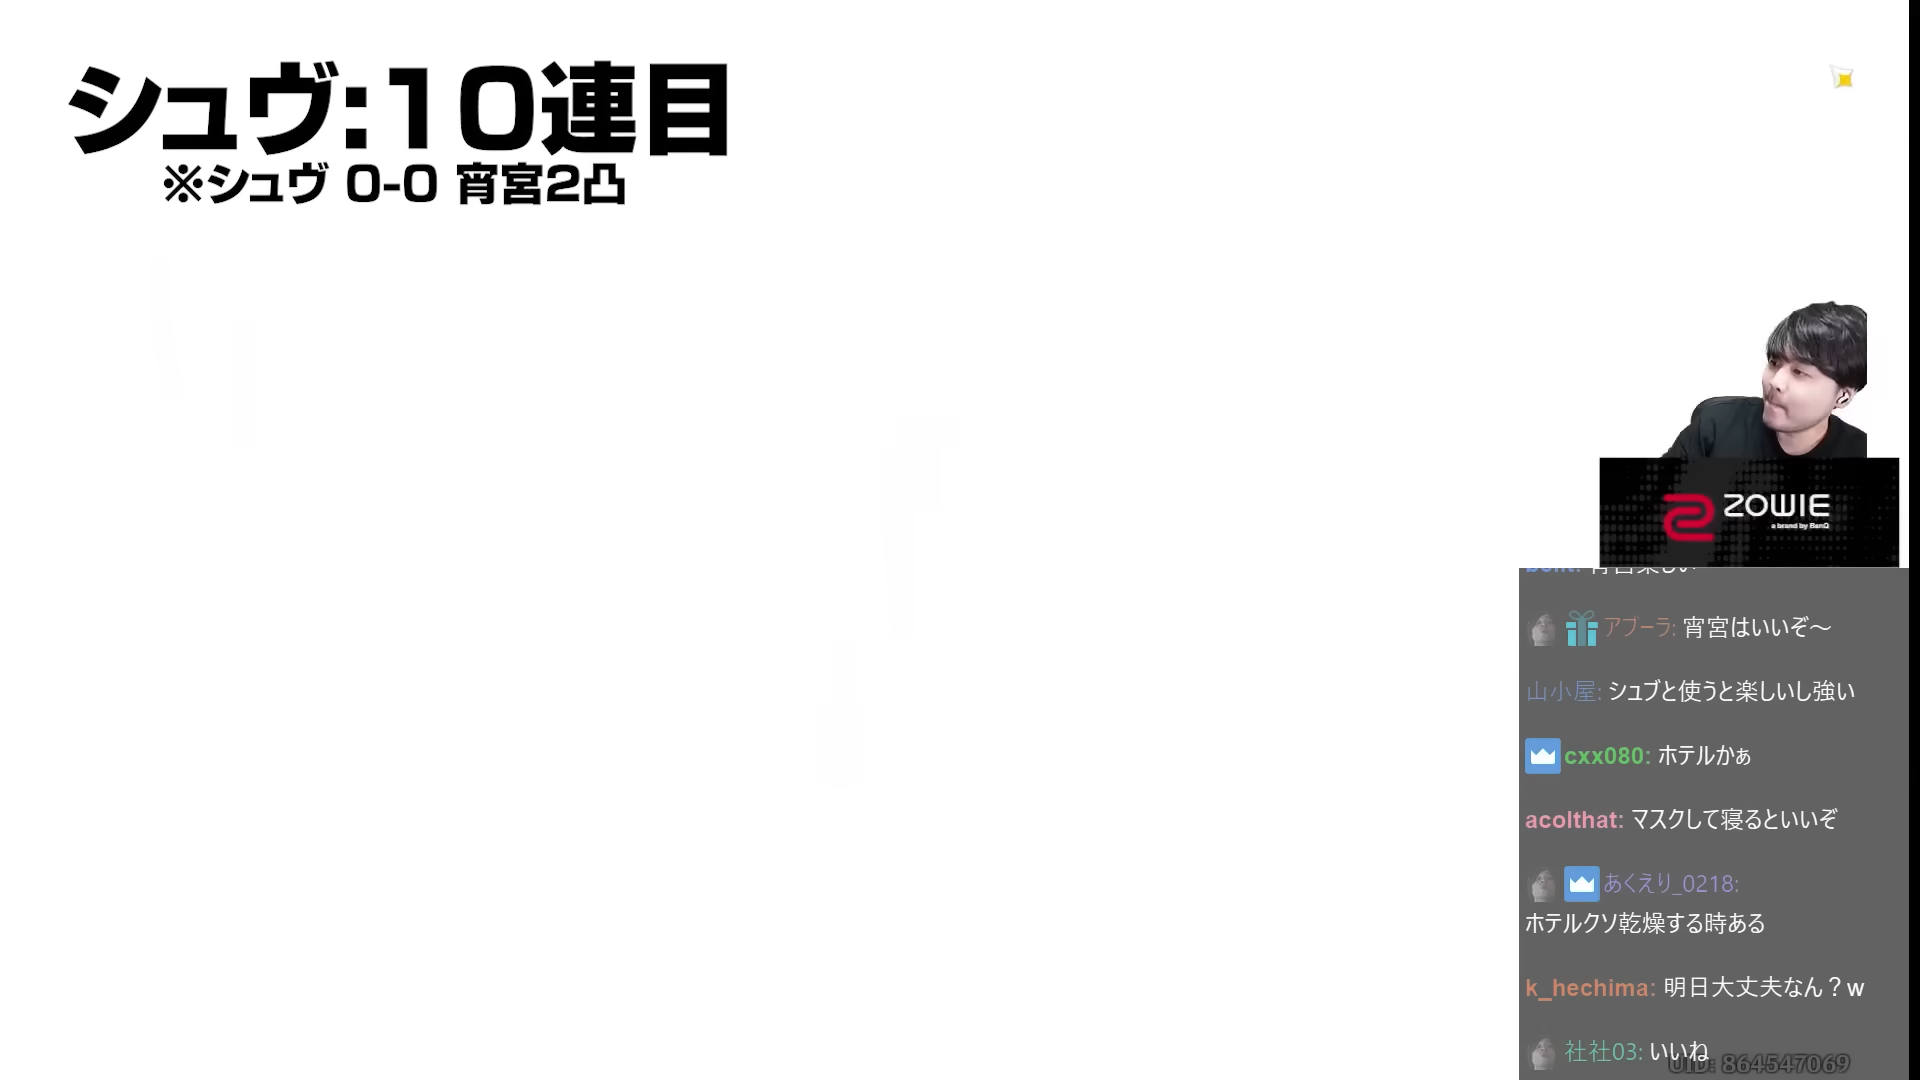 シュヴ:10連目
※シュヴ 0-0 宵宮2凸
ZOWIE
a brand by BenQ
アブーラ: 宵宮はいいぞ～
山小屋: シュブと使うと楽しいし強い
cxx080: ホテルかぁ
acolthat: マスクして寝るといいぞ
あくえり_0218:
ホテルクソ乾燥する時ある
k_hechima: 明日大丈夫なん？w
社社03: いいね
UID: 864547069